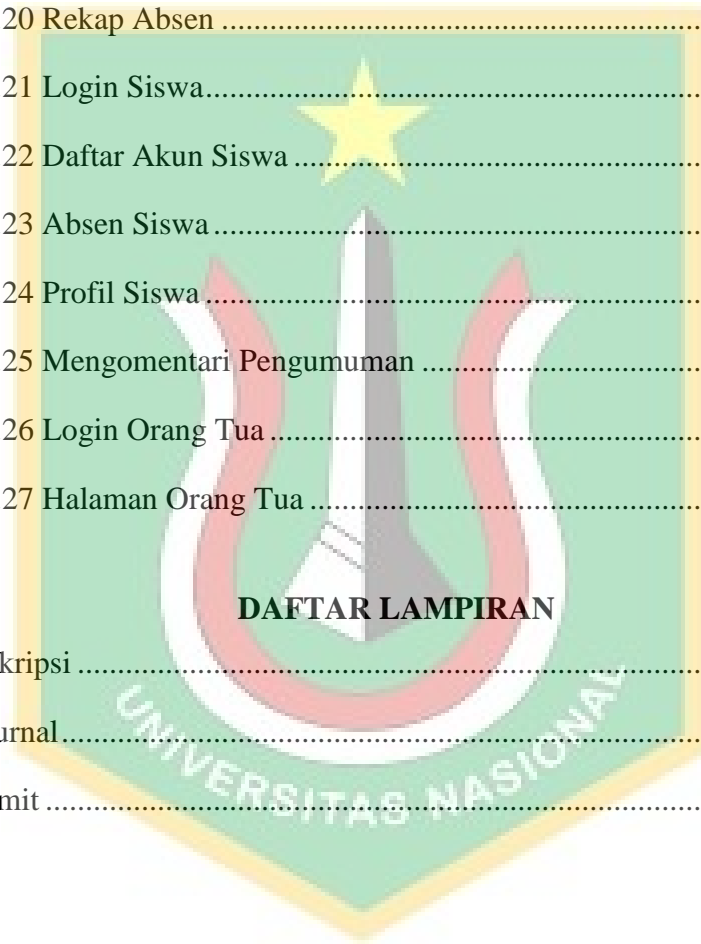 20 Rekap Absen ........................................................
21 Login Siswa..........................................................
22 Daftar Akun Siswa ................................................
23 Absen Siswa.........................................................
24 Profil Siswa..........................................................
25 Mengomentari Pengumuman ................................
26 Login Orang Tua ..................................................
27 Halaman Orang Tua .............................................
DAFTAR LAMPIRAN
kripsi ......................................................................
urnal........................................................................
mit ..........................................................................
UNIVERSITAS NASIONAL